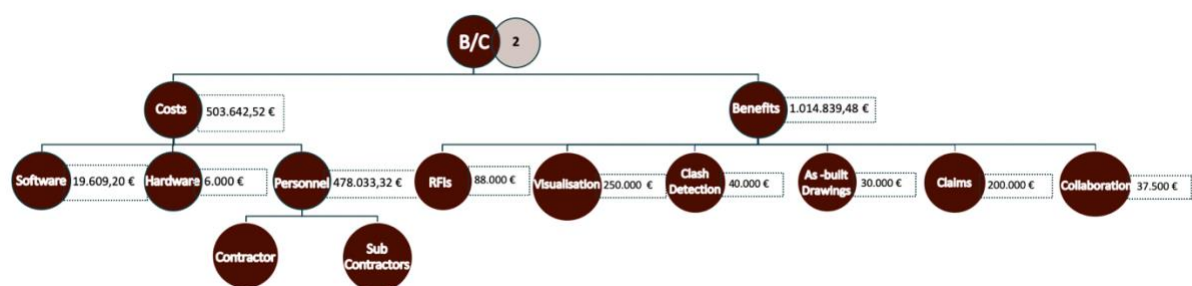 B/C 2
Costs 503.642,52 €
Benefits 1.014.839,48 €
Software 19.609,20 €
Hardware 6.000 €
Personnel 478.033,32 €
RFIs 88.000 €
Visualisation 250.000 €
Clash
Detection 40.000 €
As -built
Drawings 30.000 €
Claims 200.000 €
Collaboration 37.500 €
Contractor
Sub
Contractors